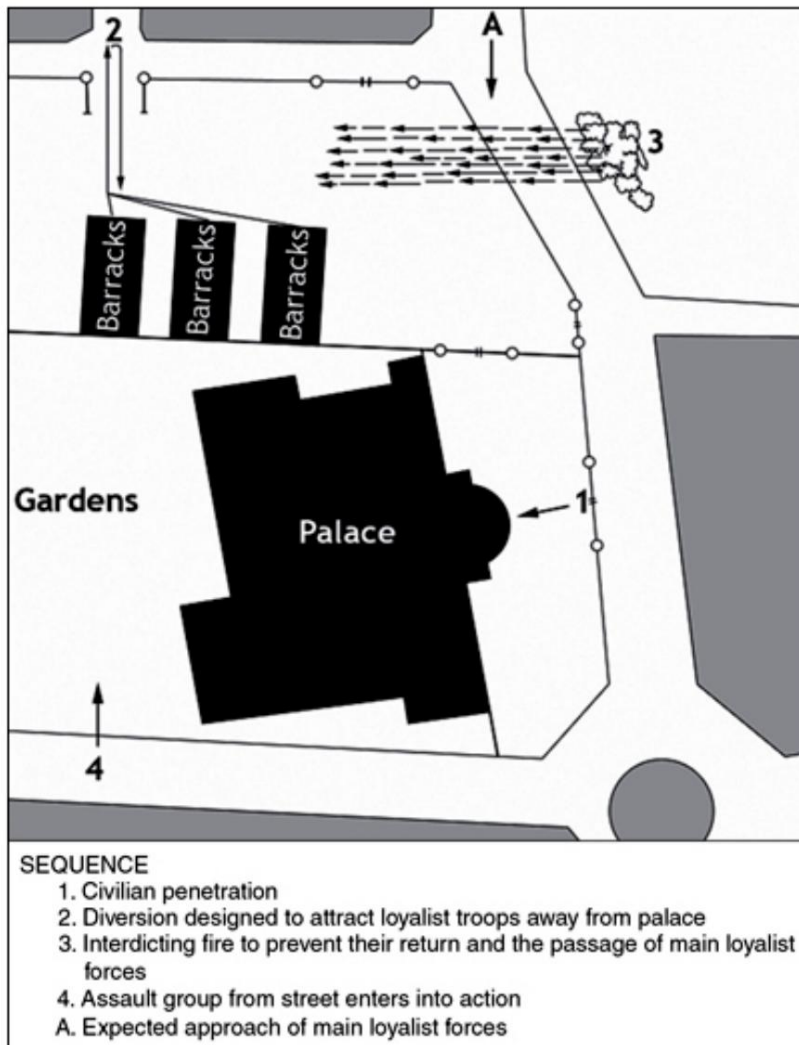 2
A
3
Barracks
Barracks
Barracks
Gardens
Palace
1
4
SEQUENCE
1. Civilian penetration
2. Diversion designed to attract loyalist troops away from palace
3. Interdicting fire to prevent their return and the passage of main loyalist
forces
4. Assault group from street enters into action
A. Expected approach of main loyalist forces